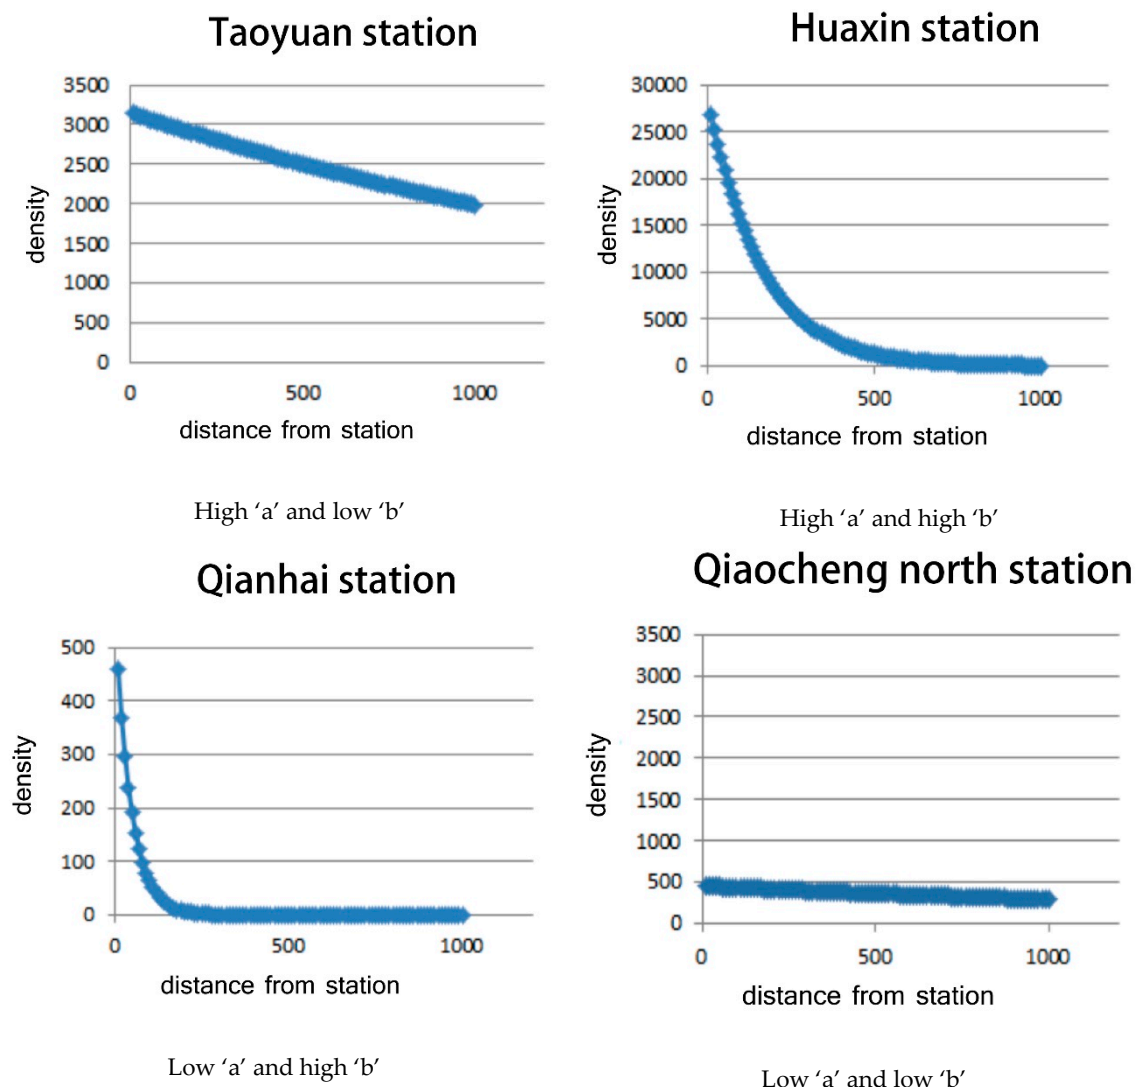 Taoyuan station
3500
3000
2500
2000
1500
1000
500
0
density
0 500 1000
distance from station
High ‘a’ and low ‘b’
Huaxin station
30000
25000
20000
15000
10000
5000
0
density
0 500 1000
distance from station
High ‘a’ and high ‘b’
Qianhai station
500
400
300
200
100
0
density
0 500 1000
distance from station
Low ‘a’ and high ‘b’
Qiaocheng north station
3500
3000
2500
2000
1500
1000
500
0
density
0 500 1000
distance from station
Low ‘a’ and low ‘b’